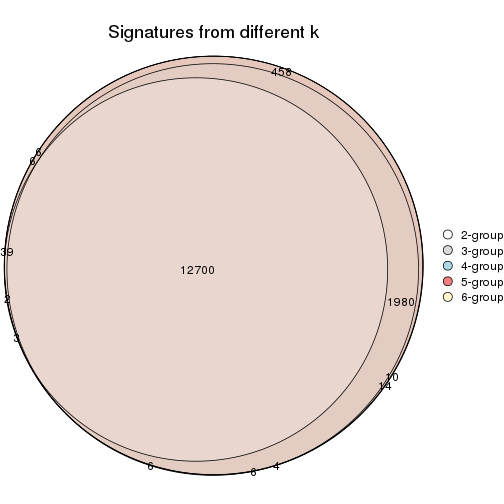 Signatures from different k
458
6
6
39
12700
2
1980
3
10
14
6
4
6
2-group
3-group
4-group
5-group
6-group